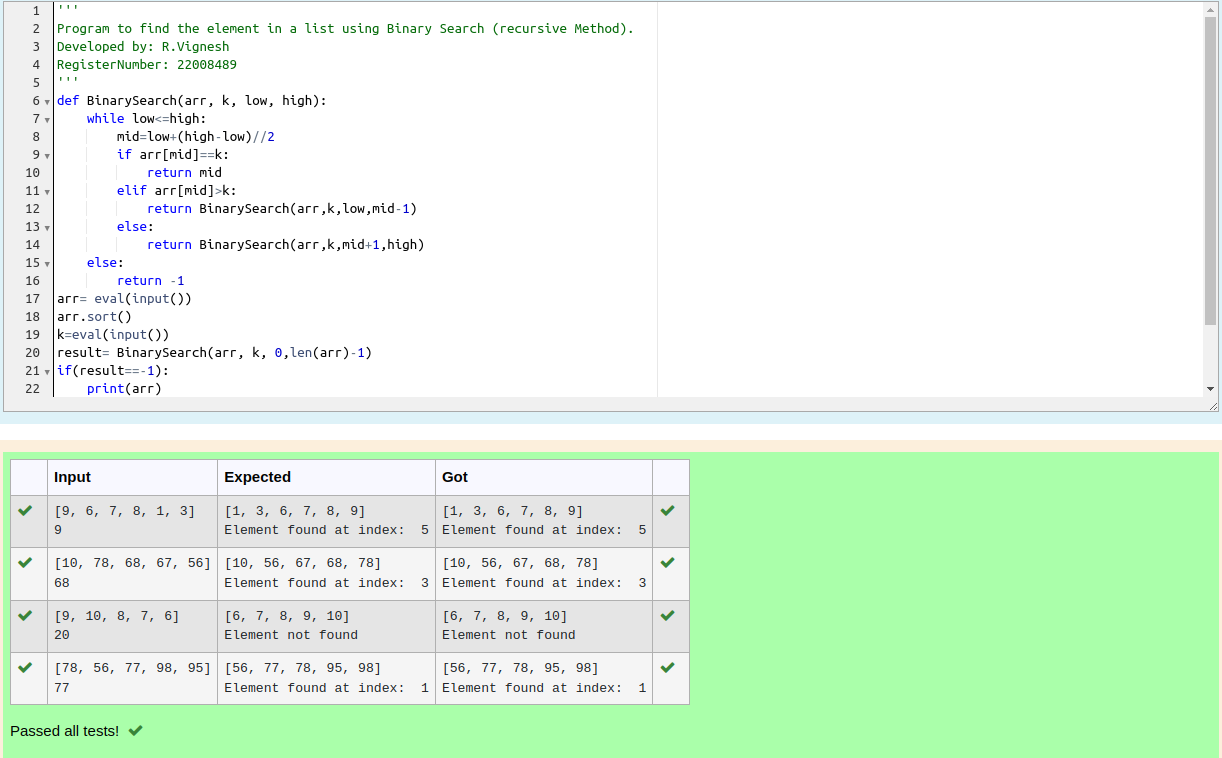 1 '''
2 Program to find the element in a list using Binary Search (recursive Method).
3 Developed by: R.Vignesh
4 RegisterNumber: 22008489
5 '''
6 def BinarySearch(arr, k, low, high):
7     while low<=high:
8         mid=low+(high-low)//2
9         if arr[mid]==k:
10             return mid
11         elif arr[mid]>k:
12             return BinarySearch(arr,k,low,mid-1)
13         else:
14             return BinarySearch(arr,k,mid+1,high)
15     else:
16         return -1
17 arr= eval(input())
18 arr.sort()
19 k=eval(input())
20 result= BinarySearch(arr, k, 0,len(arr)-1)
21 if(result==-1):
22     print(arr)
Input Expected Got
[9, 6, 7, 8, 1, 3] [1, 3, 6, 7, 8, 9] [1, 3, 6, 7, 8, 9]
9 Element found at index:  5 Element found at index:  5
[10, 78, 68, 67, 56] [10, 56, 67, 68, 78] [10, 56, 67, 68, 78]
68 Element found at index:  3 Element found at index:  3
[9, 10, 8, 7, 6] [6, 7, 8, 9, 10] [6, 7, 8, 9, 10]
20 Element not found Element not found
[78, 56, 77, 98, 95] [56, 77, 78, 95, 98] [56, 77, 78, 95, 98]
77 Element found at index:  1 Element found at index:  1
Passed all tests!